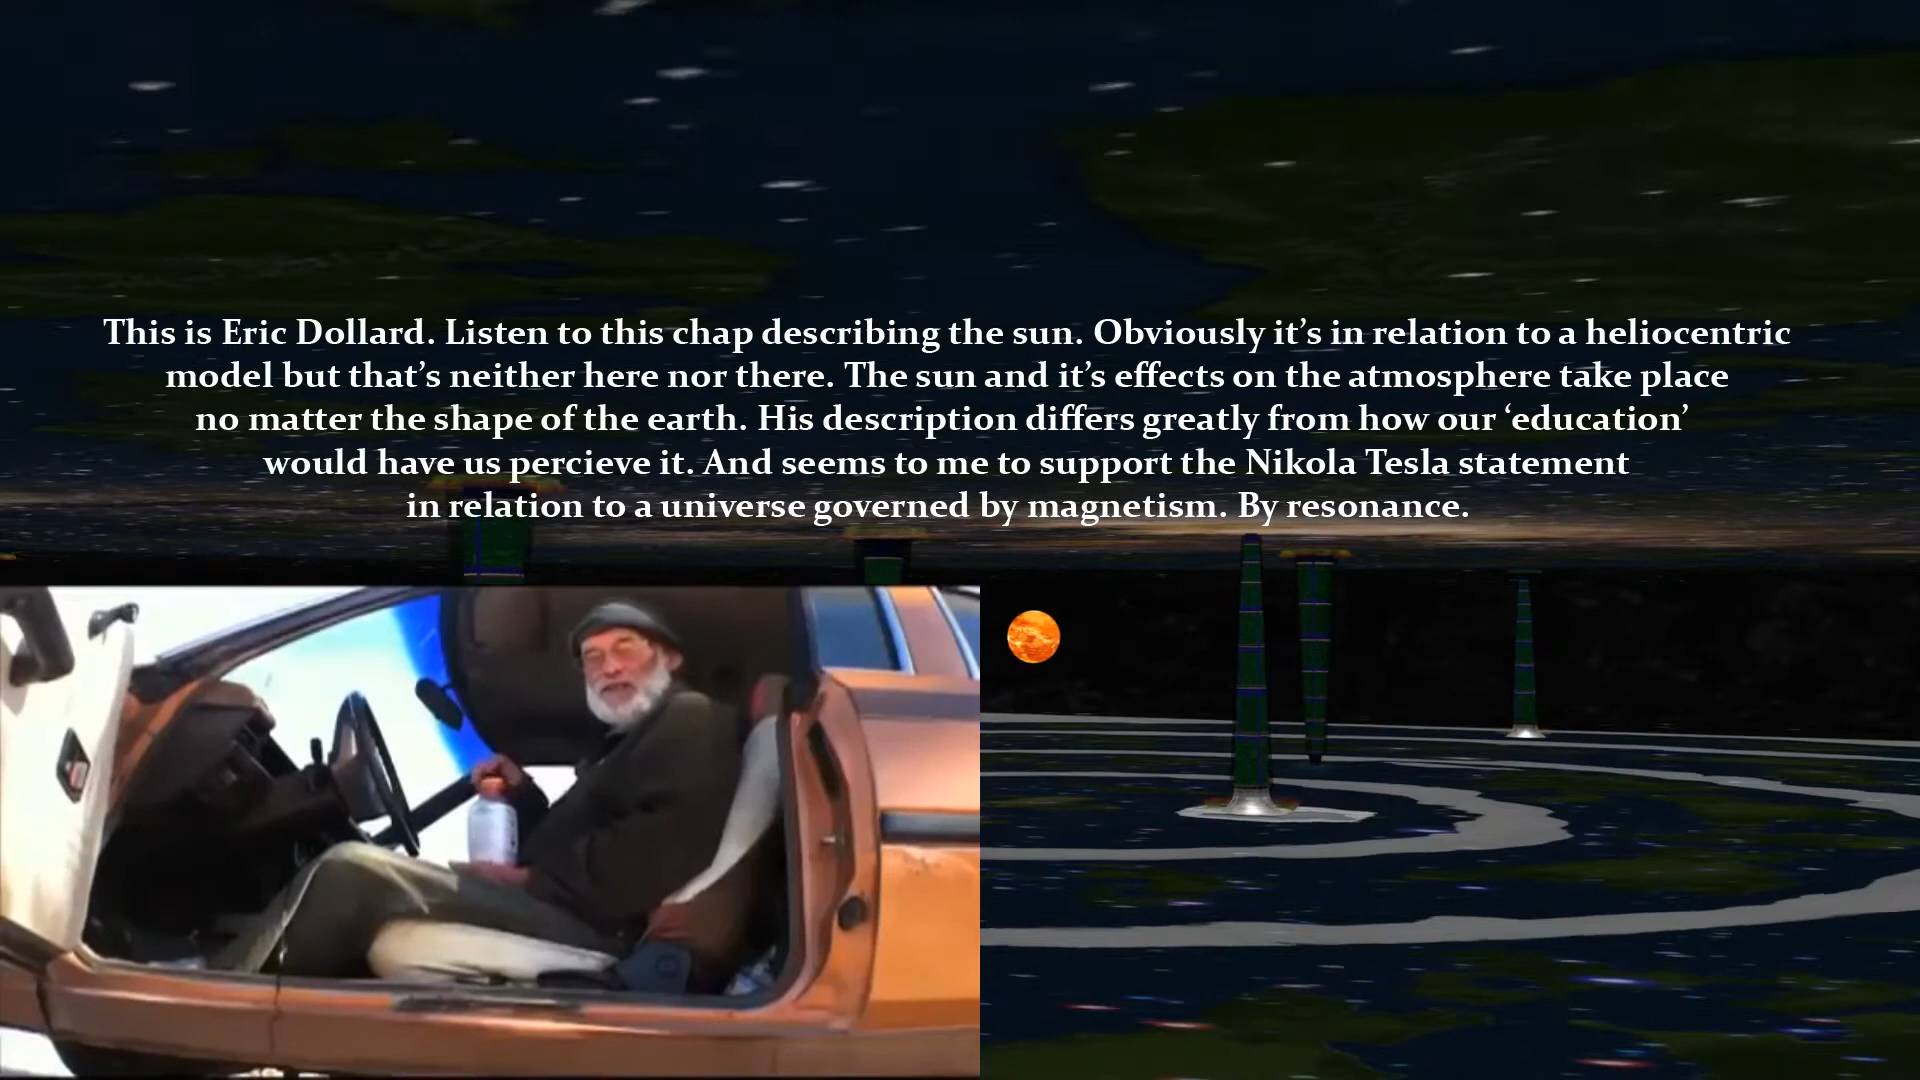 This is Eric Dollard. Listen to this chap describing the sun. Obviously it’s in relation to a heliocentric
model but that’s neither here nor there. The sun and it’s effects on the atmosphere take place
no matter the shape of the earth. His description differs greatly from how our ‘education’
would have us percieve it. And seems to me to support the Nikola Tesla statement
in relation to a universe governed by magnetism. By resonance.